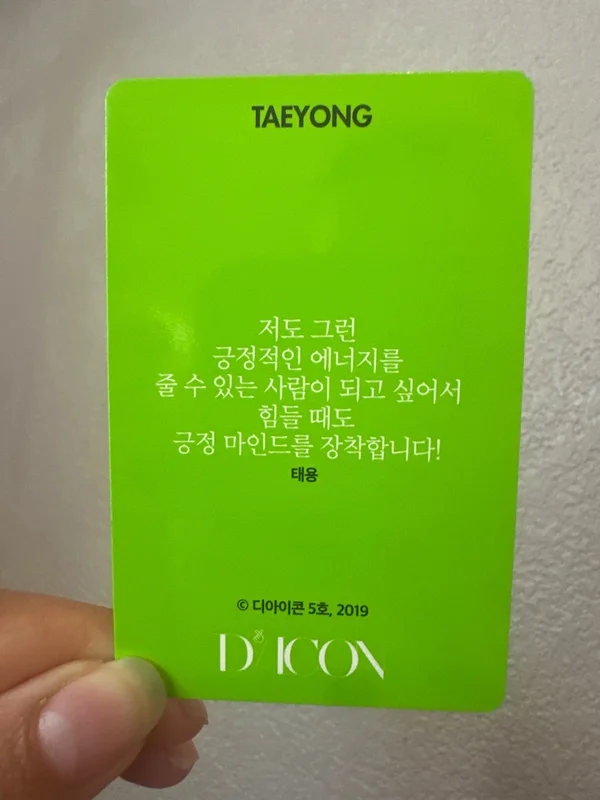 TAEYONG
저도 그런
긍정적인 에너지를
줄 수 있는 사람이 되고 싶어서
힘들 때도
긍정 마인드를 장착합니다!
태용
© 디아이콘 5호, 2019
D/ICON